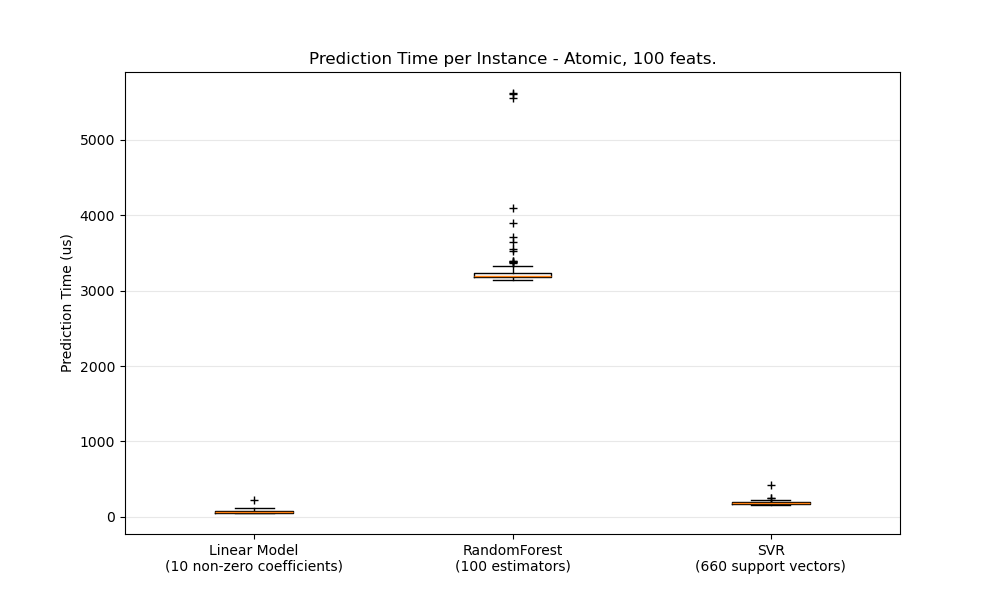 Prediction Time per Instance - Atomic, 100 feats.
Prediction Time (us)
5000
4000
3000
2000
1000
0
Linear Model
(10 non-zero coefficients)
RandomForest
(100 estimators)
SVR
(660 support vectors)